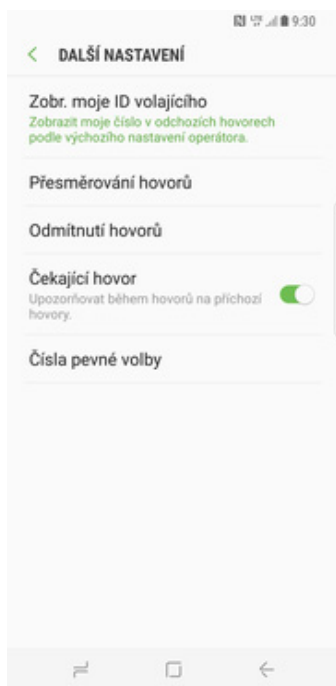 9:30
DALŠÍ NASTAVENÍ
Zobr. moje ID volajícího
Zobrazit moje číslo v odchozích hovorech
podle výchozího nastavení operátora.
Přesměrování hovorů
Odmítnutí hovorů
Čekající hovor
Upozorňovat během hovorů na příchozí
hovory.
Čísla pevné volby